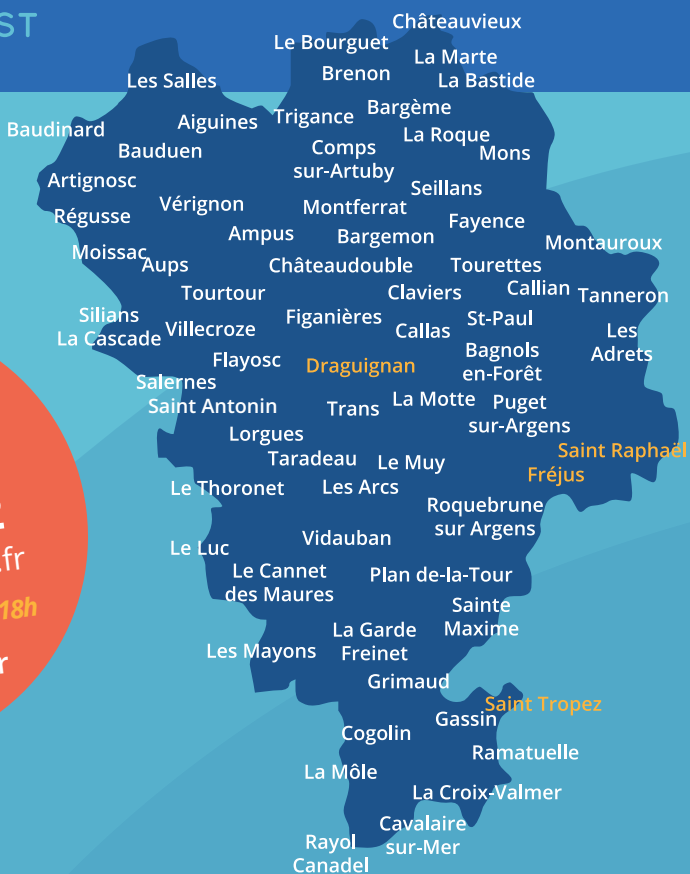 ST
Châteauvieux
Le Bourguet
La Marte
Brenon
La Bastide
Les Salles
Bargème
Trigance
Aiguines
Baudinard
La Roque
Comps
sur-Artuby
Mons
Bauduen
Artignosc
Seillans
Vérignon
Montferrat
Régusse
Fayence
Ampus
Bargemon
Montauroux
Moissac
Aups
Châteaudouble
Tourettes
Tourtour
Claviers
Callian
Tanneron
Silians
La Cascade
Villecroze
Figanières
Callas
St-Paul
Les
Adrets
Flayosc
Draguignan
Bagnols
en-Forêt
Salernes
Saint Antonin
Trans
La Motte
Puget
sur-Argens
Lorgues
Saint Raphaël
Taradeau
Le Muy
Fréjus
Le Thoronet
Les Arcs
Roquebrune
sur Argens
Vidauban
Le Luc
.fr
Le Cannet
des Maures
Plan de-la-Tour
18h
Sainte
Maxime
La Garde
Freinet
Les Mayons
r
Grimaud
Saint Tropez
Gassin
Cogolin
Ramatuelle
La Môle
La Croix-Valmer
Cavalaire
sur-Mer
Rayol
Canadel